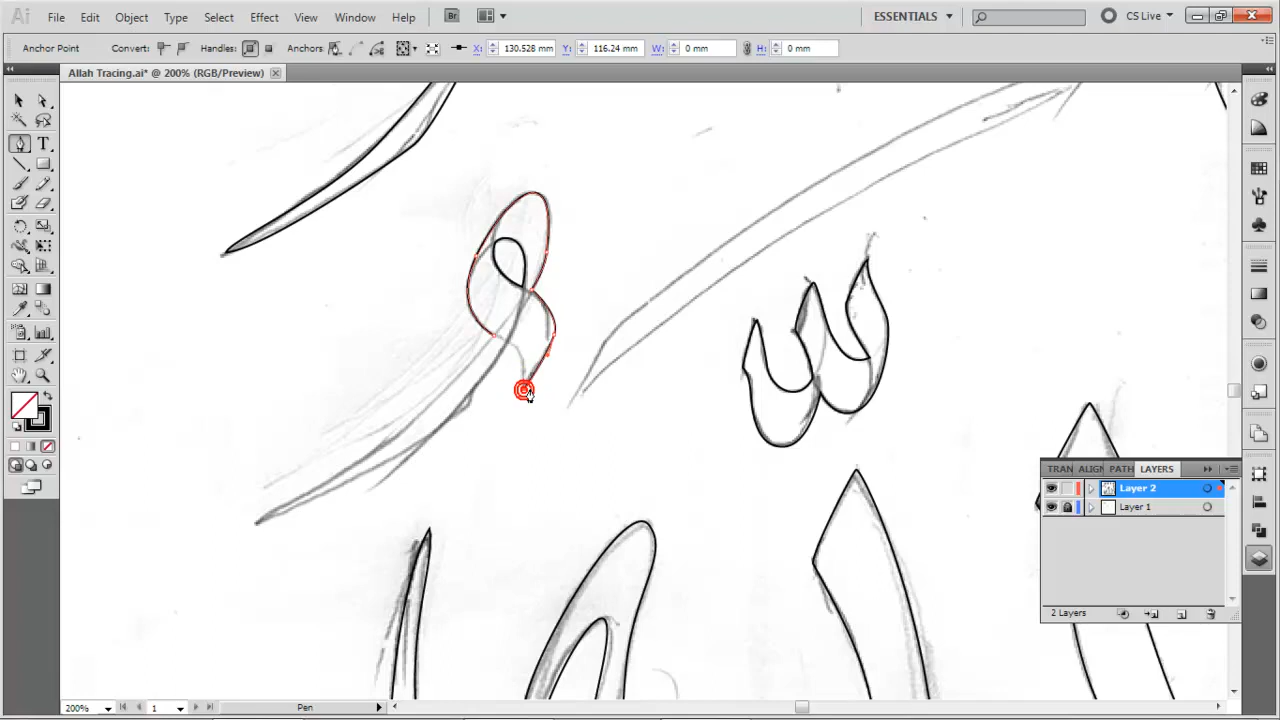 Ai File Edit Object Type Select Effect View Window Help Br ESSENTIALS CS Live
Anchor Point Convert: Handles: Anchors X: 130.528 mm Y: 116.24 mm W: 0 mm H: 0 mm
Allah Tracing.ai* @ 200% (RGB/Preview)
T
TRAN ALIGN PATH LAYERS
Layer 2
Layer 1
2 Layers
200% 1 Pen